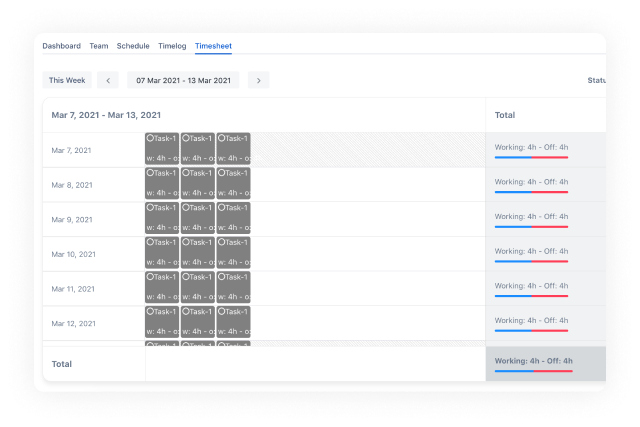 Dashboard Team Schedule Timelog Timesheet
This Week 07 Mar 2021 - 13 Mar 2021
Mar 7, 2021 - Mar 13, 2021 Total
Task-1 Task-1 Task-1
Mar 7, 2021 Working: 4h - Off: 4h
w: 4h - o: w: 4h - o: w: 4h - o:
Task-1 Task-1 Task-1
Mar 8, 2021 Working: 4h - Off: 4h
w: 4h - o: w: 4h - o: w: 4h - o:
Task-1 Task-1 Task-1
Mar 9, 2021 Working: 4h - Off: 4h
w: 4h - o: w: 4h - o: w: 4h - o:
Task-1 Task-1 Task-1
Mar 10, 2021 Working: 4h - Off: 4h
w: 4h - o: w: 4h - o: w: 4h - o:
Task-1 Task-1 Task-1
Mar 11, 2021 Working: 4h - Off: 4h
w: 4h - o: w: 4h - o: w: 4h - o:
Task-1 Task-1 Task-1
Mar 12, 2021 Working: 4h - Off: 4h
w: 4h - o: w: 4h - o: w: 4h - o:
Task-1 Task-1 Task-1
Total Working: 4h - Off: 4h